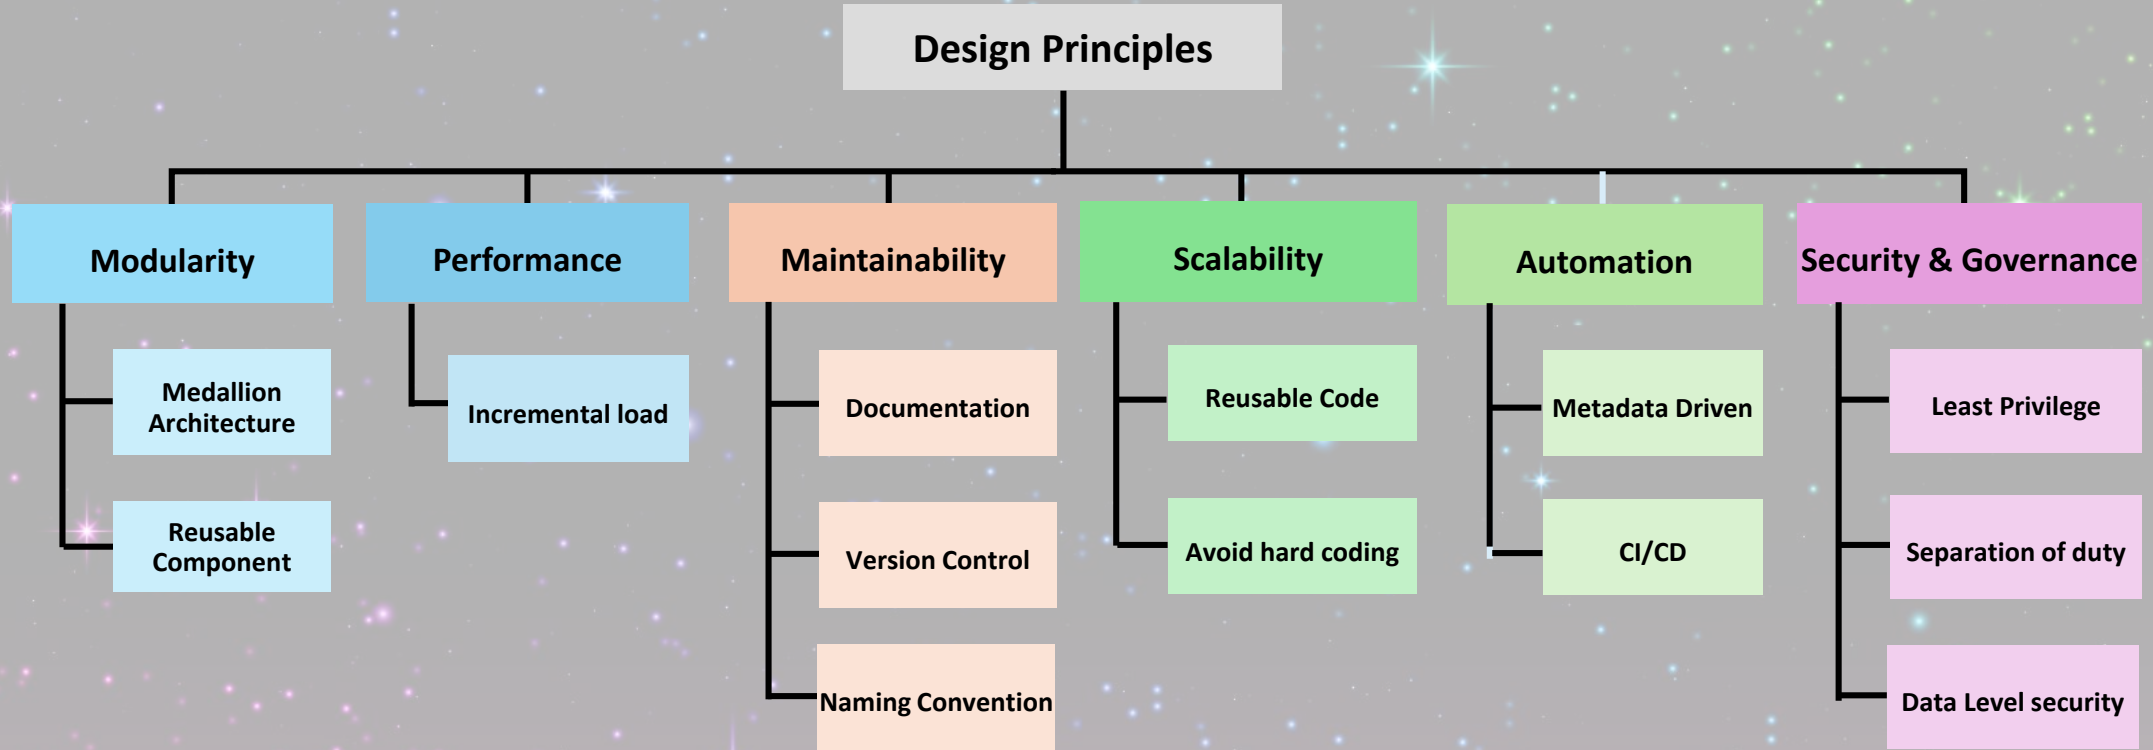 Design Principles
Modularity
Performance
Maintainability
Scalability
Automation
Security & Governance
Medallion
Architecture
Reusable
Component
Incremental load
Documentation
Version Control
Naming Convention
Reusable Code
Avoid hard coding
Metadata Driven
CI/CD
Least Privilege
Separation of duty
Data Level security